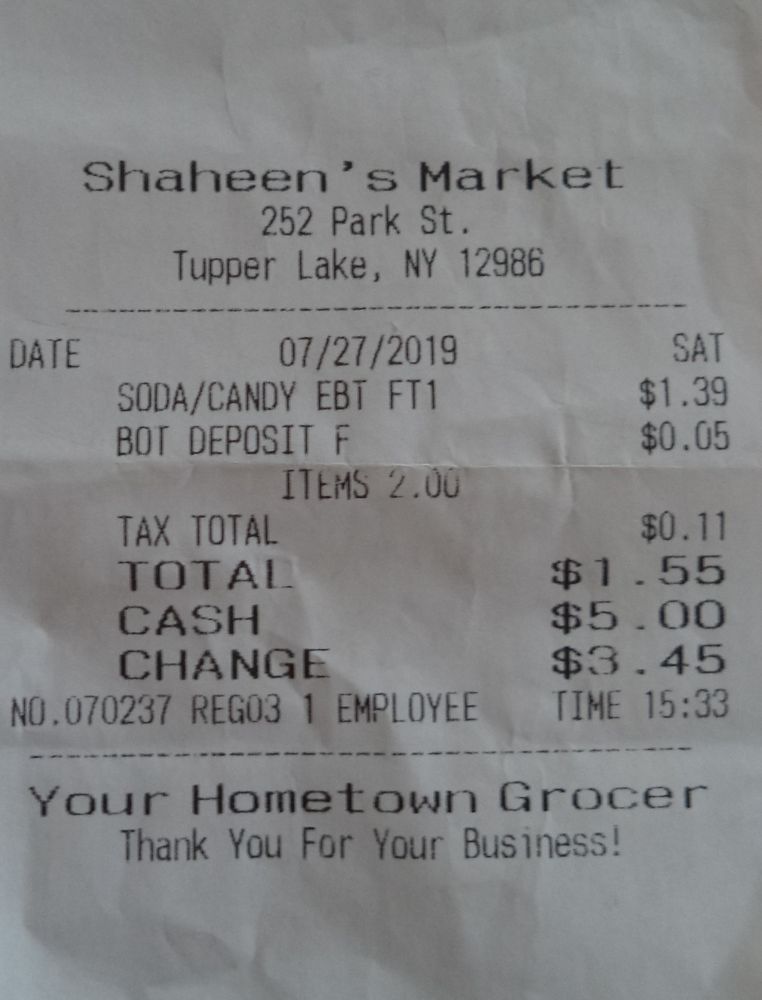 Shaheen's Market
252 Park St.
Tupper Lake, NY 12986
DATE 07/27/2019 SAT
SODA/CANDY EBT FT1 $1.39
BOT DEPOSIT F $0.05
ITEMS 2.00
TAX TOTAL $0.11
TOTAL $1.55
CASH $5.00
CHANGE $3.45
NO.070237 REG03 1 EMPLOYEE TIME 15:33
Your Hometown Grocer
Thank You For Your Business!